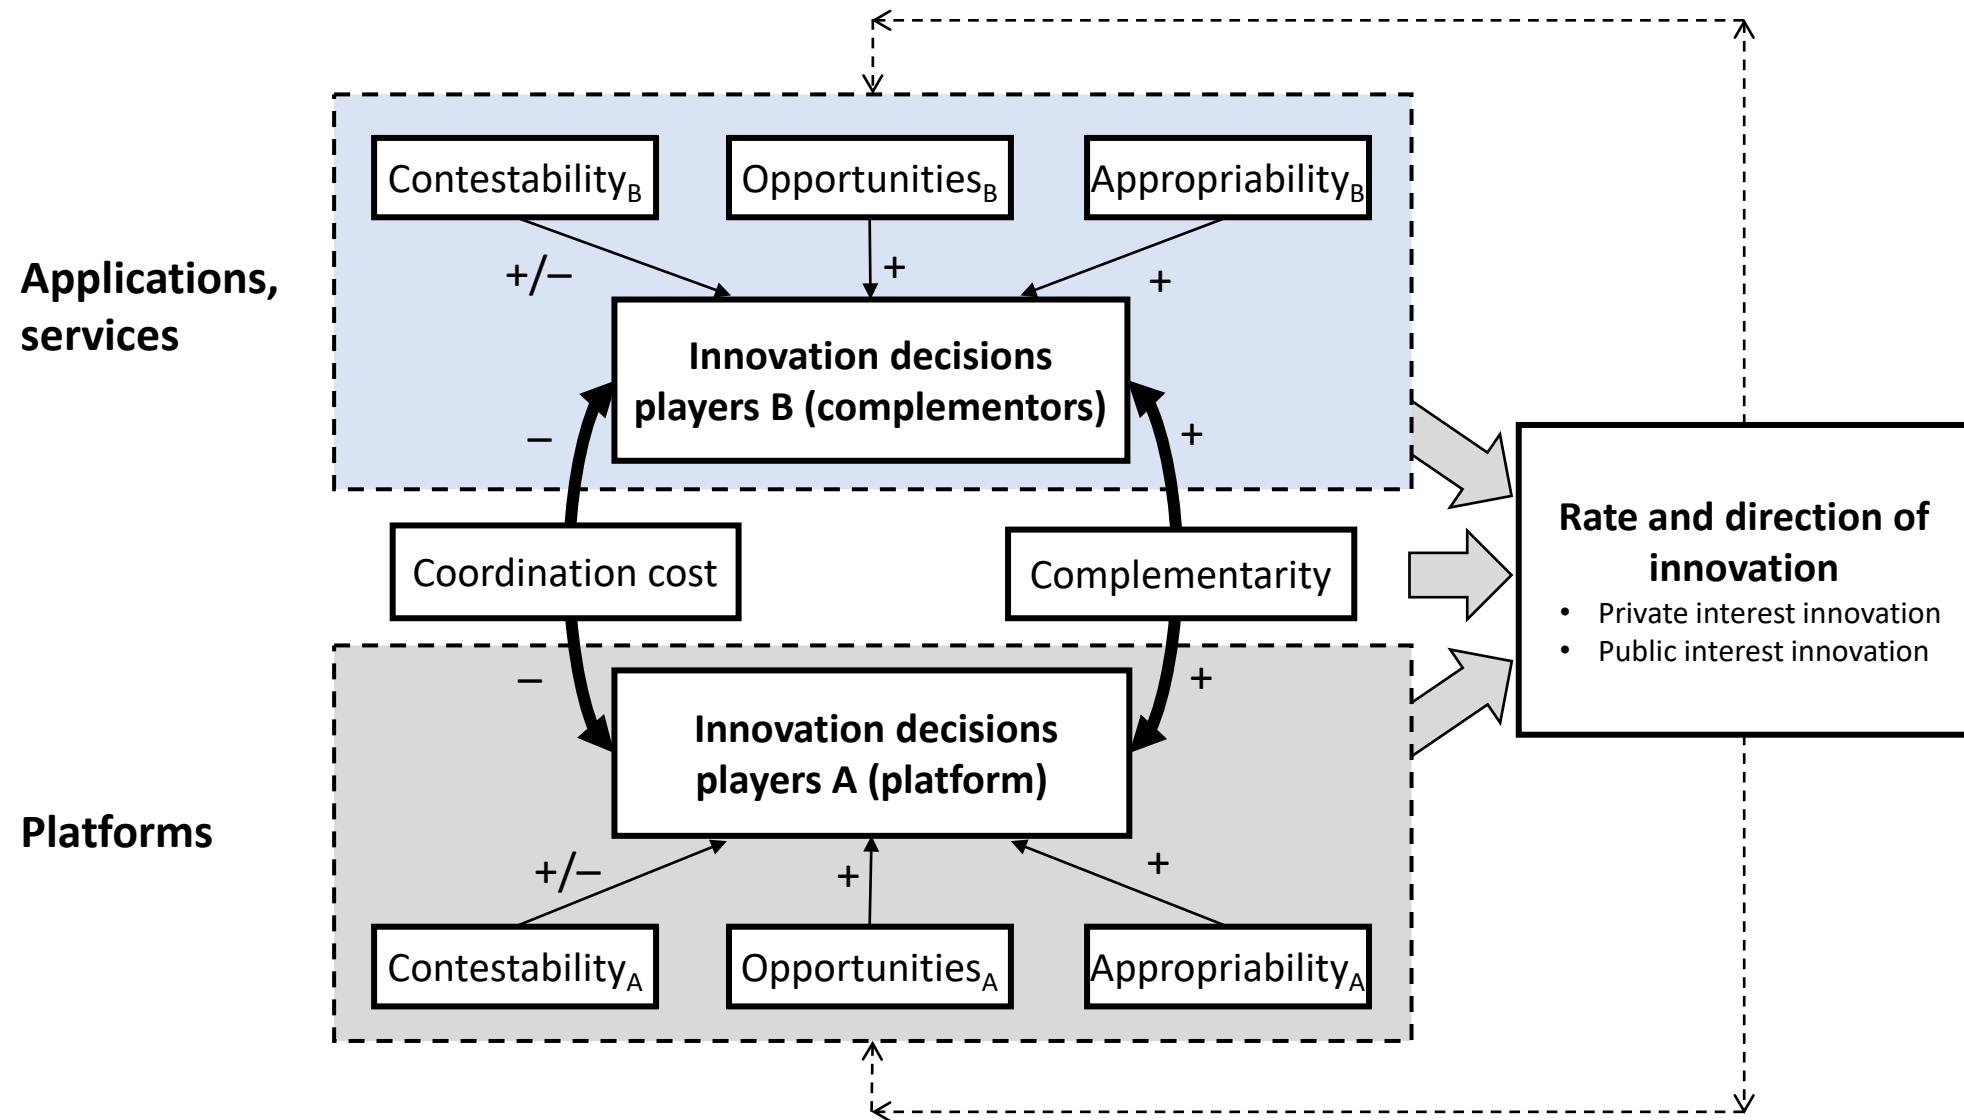 Contestability_B
Opportunities_B
Appropriability_B
+/–
+
+
Applications,
services
Innovation decisions
players B (complementors)
–
+
Coordination cost
Complementarity
Rate and direction of
innovation
• Private interest innovation
• Public interest innovation
–
+
Innovation decisions
players A (platform)
Platforms
+/–
+
+
Contestability_A
Opportunities_A
Appropriability_A